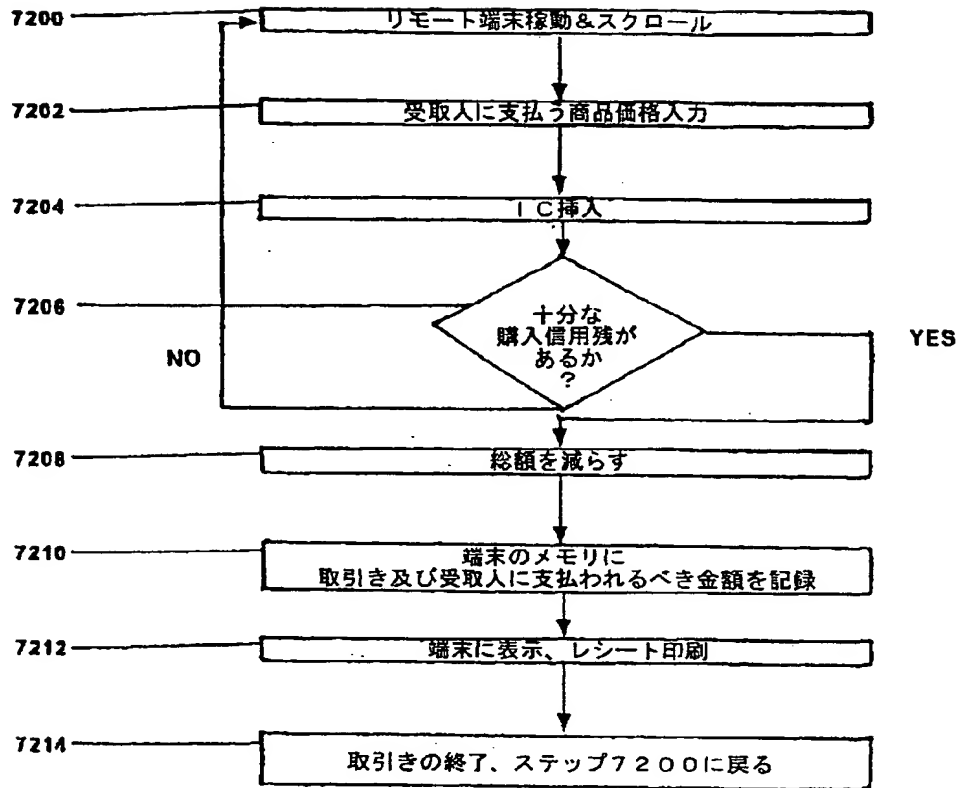 7200
リモート端末稼動&スクロール
7202
受取人に支払う商品価格入力
7204
IC挿入
7206
十分な
購入信用残が
あるか
?
NO
YES
7208
総額を減らす
7210
端末のメモリに
取引き及び受取人に支払われるべき金額を記録
7212
端末に表示、レシート印刷
7214
取引きの終了、ステップ7200に戻る